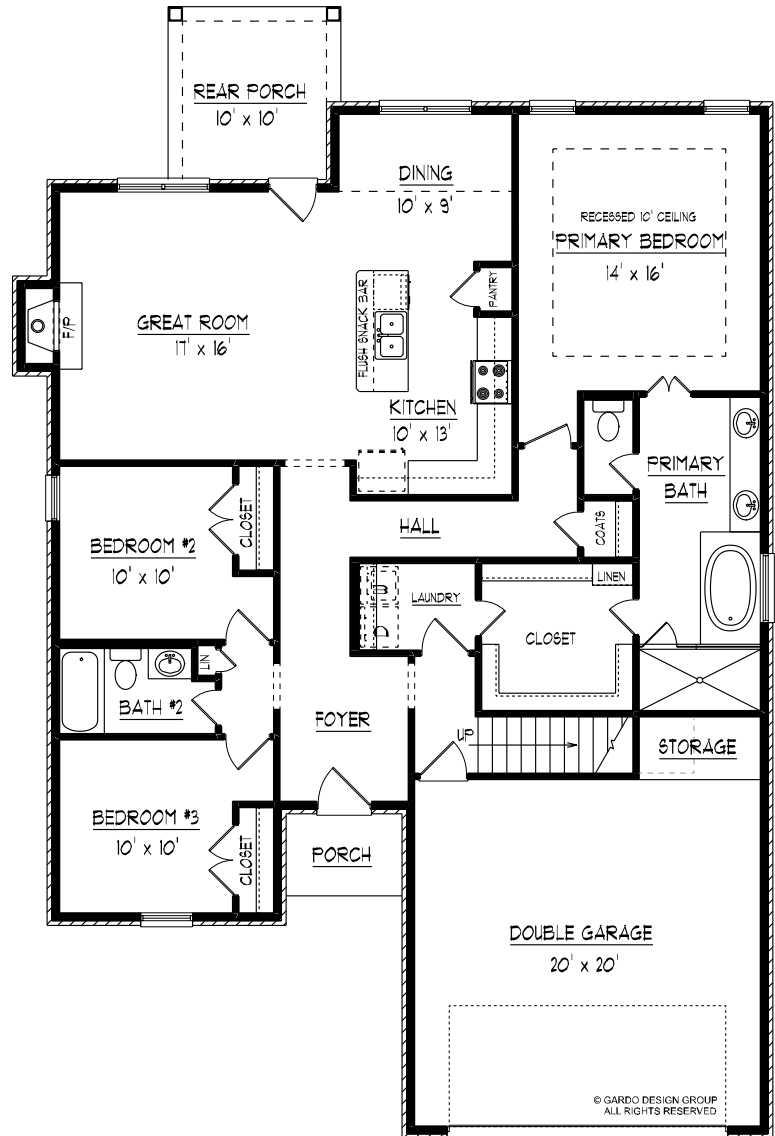 REAR PORCH
10' x 10'
DINING
10' x 9'
RECESSED 10' CEILING
PRIMARY BEDROOM
14' x 16'
PANTRY
FLUSH SNACK BAR
F/P
GREAT ROOM
17' x 16'
KITCHEN
10' x 13'
PRIMARY
BATH
CLOSET
HALL
COATS
BEDROOM #2
10' x 10'
LAUNDRY
W
D
LINEN
CLOSET
LIN
BATH #2
FOYER
UP
STORAGE
BEDROOM #3
10' x 10'
CLOSET
PORCH
DOUBLE GARAGE
20' x 20'
© GARDO DESIGN GROUP
ALL RIGHTS RESERVED